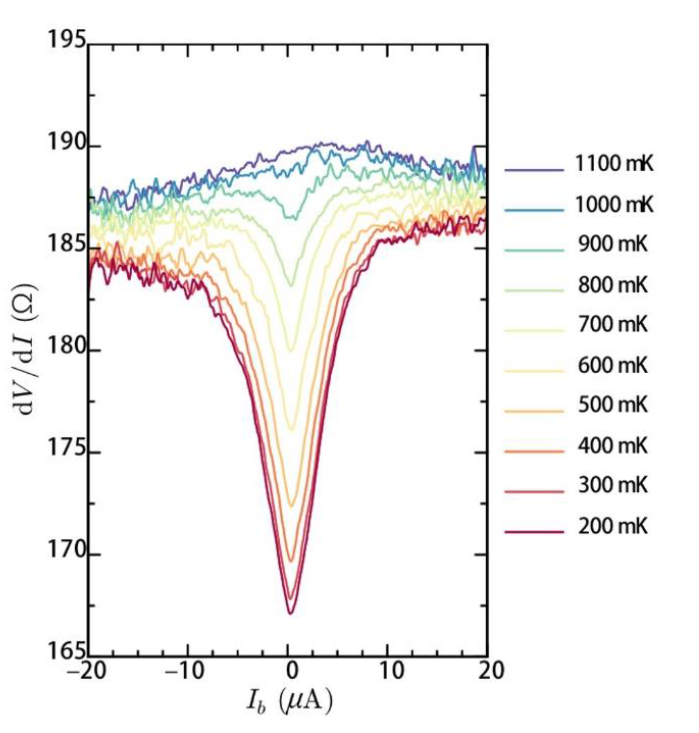 195
190
185
180
175
170
165
−20
−10
0
10
20
dV/dI (Ω)
I_b (μA)
1100 mK
1000 mK
900 mK
800 mK
700 mK
600 mK
500 mK
400 mK
300 mK
200 mK